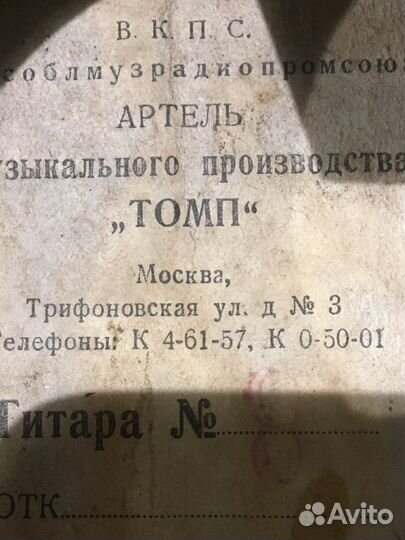 В. К. П. С.
соблмузрадиопромсоюз
АРТЕЛЬ
узыкального производства
„ТОМП“
Москва,
Трифоновская ул. д № 3
елефоны: К 4-61-57, К 0-50-01
Гитара №
ОТК
Avito